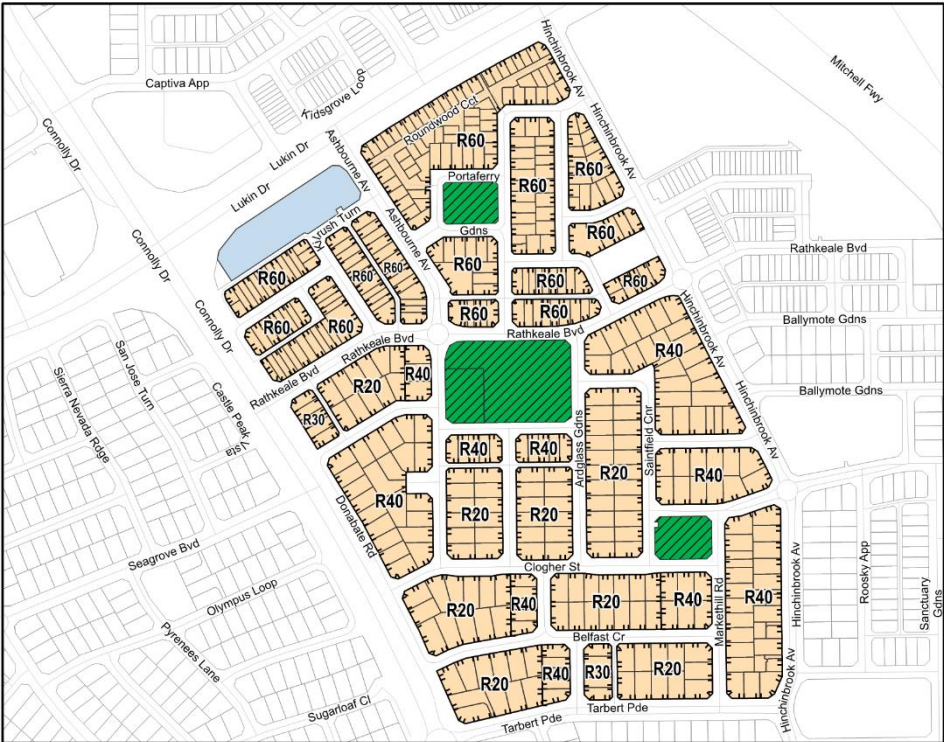 Hinchinbrook Av
Mitchell Fwy
Captiva App
Kidsgrove Loop
Connolly Dr
Lukin Dr
Ashbourne Av
Roundwood Cct
R60
Hinchinbrook Av
R60
Portaferry
R60
Lukin Dr
Krush Turn
Ashbourne Av
Gdns
R60
Connolly Dr
Rathkeale Bvd
R60
R60
R60
R60
R60
R60
R60
R60
Hinchinbrook Av
Ballymote Gdns
Connolly Dr
R60
R60
Rathkeale Bvd
Rathkeale Bvd
R40
San Jose Turn
Sierra Nevada Rdge
Castle Peak Vsta
Rathkeale Bvd
R20
R40
Hinchinbrook Av
Ballymote Gdns
R30
Ardglass Gdns
Saintfield Cnr
R40
R40
R40
R20
R40
Donabate Rd
R20
R20
Seagrove Bvd
Clogher St
Hinchinbrook Av
Roosky App
Sanctuary Gdns
Olympus Loop
R20
R40
R20
R40
Markethill Rd
R40
Pyrenees Lane
Belfast Cr
R20
R40
R30
R20
Hinchinbrook Av
Sugarloaf Cl
Tarbert Pde
Tarbert Pde